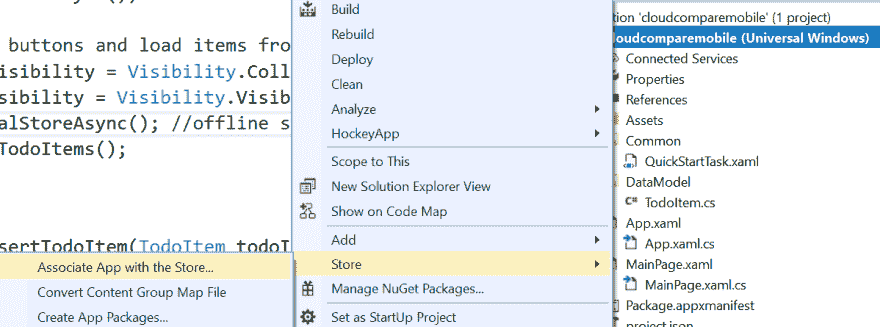 buttons and load items fro
isibility = Visibility.Coll
isibility = Visibility.Visib
alStoreAsync(); //offline s
TodoItems();
sertTodoItem(TodoItem todoI
Build
Rebuild
Deploy
Clean
Analyze
HockeyApp
Scope to This
New Solution Explorer View
Show on Code Map
Add
Store
Manage NuGet Packages...
Set as StartUp Project
Associate App with the Store...
Convert Content Group Map File
Create App Packages...
tion 'cloudcomparemobile' (1 project)
loudcomparemobile (Universal Windows)
Connected Services
Properties
References
Assets
Common
QuickStartTask.xaml
DataModel
C# TodoItem.cs
App.xaml
App.xaml.cs
MainPage.xaml
MainPage.xaml.cs
Package.appxmanifest
project.json